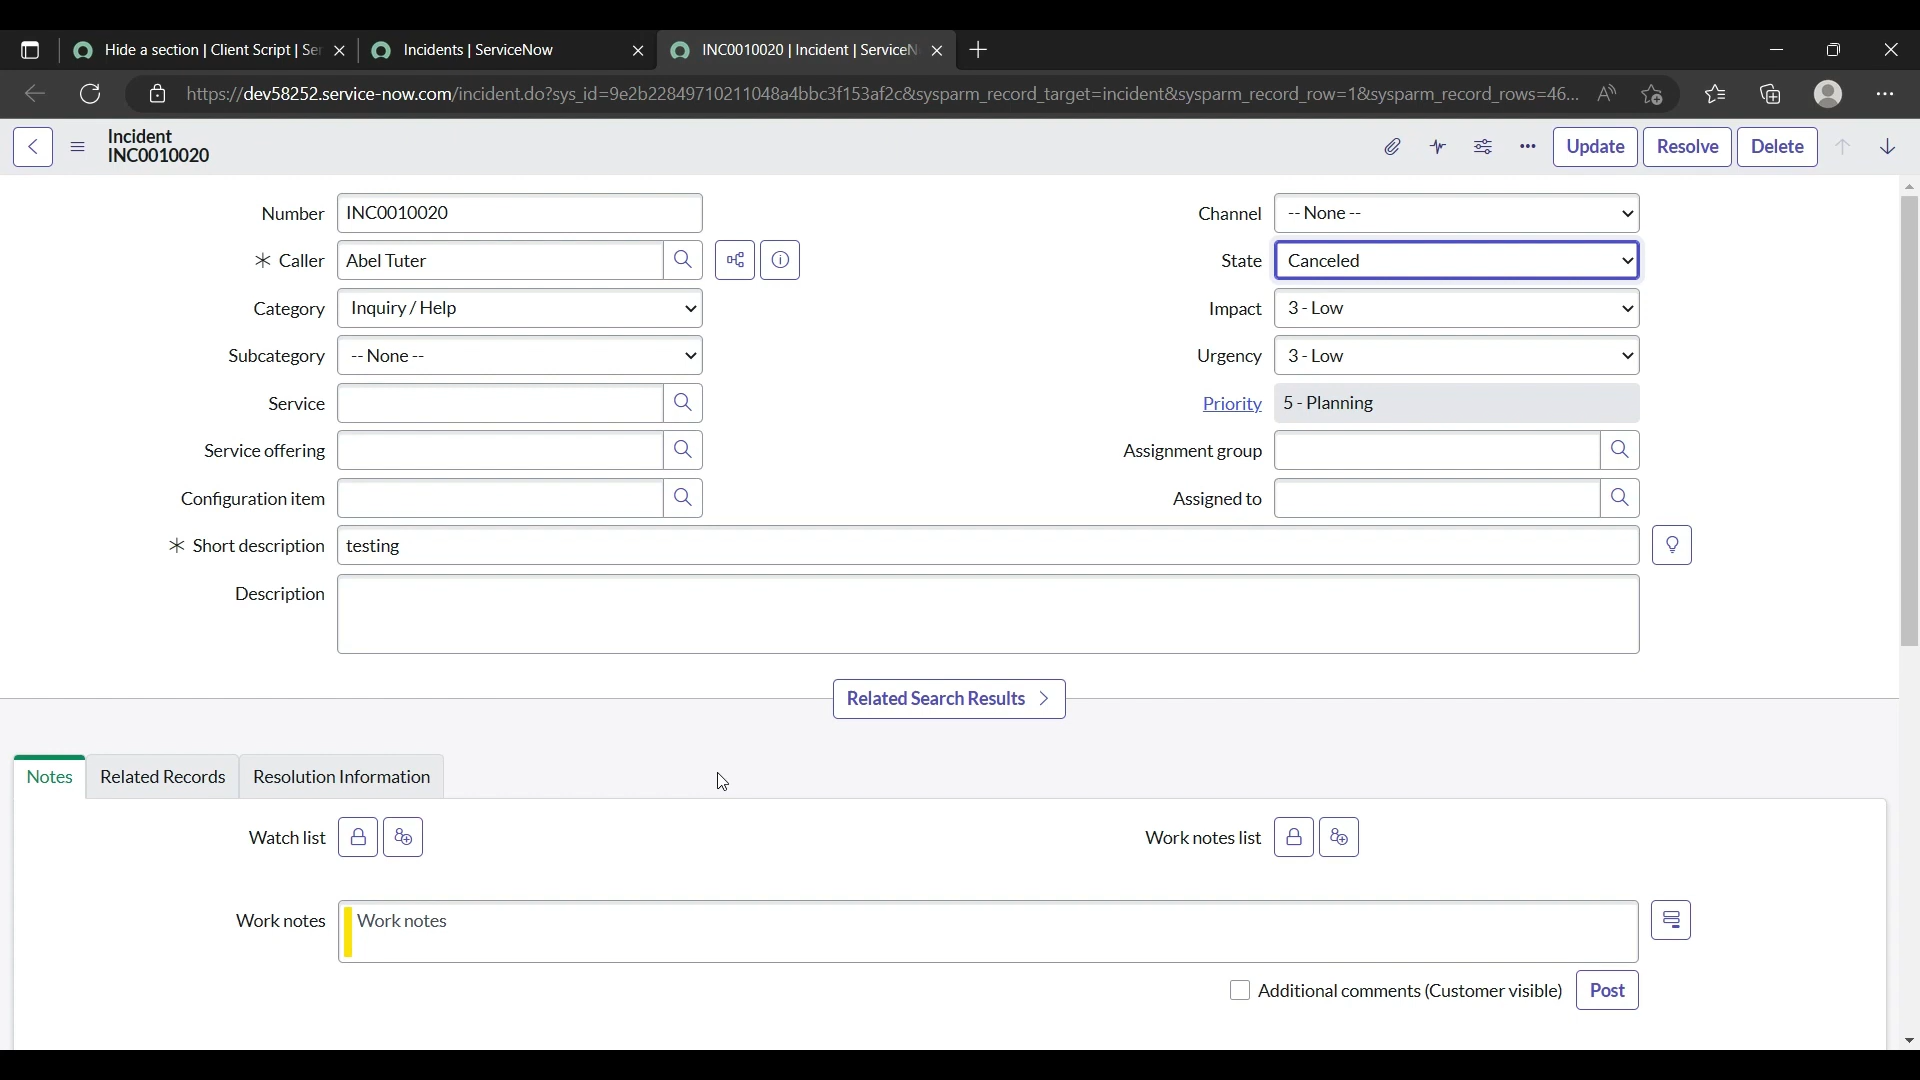 Hide a section | Client Script | Ser
Incidents | ServiceNow
INC0010020 | Incident | ServiceN
https://dev58252.service-now.com/incident.do?sys_id=9e2b22849710211048a4bbc3f153af2c&sysparm_record_target=incident&sysparm_record_row=1&sysparm_record_rows=46...
Incident
INC0010020
Update
Resolve
Delete
Number INC0010020
Channel -- None --
Caller Abel Tuter
State Canceled
Category Inquiry / Help
Impact 3 - Low
Subcategory -- None --
Urgency 3 - Low
Service
Priority 5 - Planning
Service offering
Assignment group
Configuration item
Assigned to
Short description testing
Description
Related Search Results
Notes
Related Records
Resolution Information
Watch list
Work notes list
Work notes Work notes
Additional comments (Customer visible)
Post